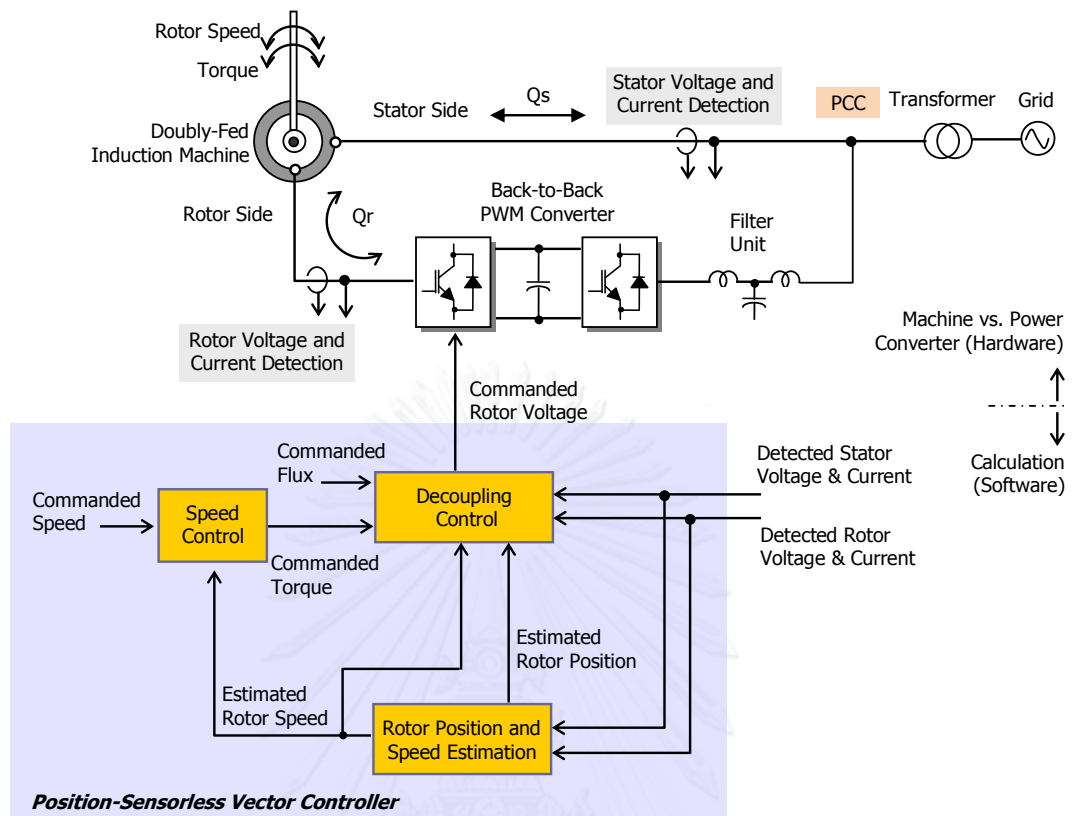 Rotor Speed
Torque
Doubly-Fed
Induction Machine
Stator Side
Qs
Stator Voltage and
Current Detection
PCC
Transformer
Grid
Rotor Side
Qr
Back-to-Back
PWM Converter
Filter
Unit
Rotor Voltage and
Current Detection
Machine vs. Power
Converter (Hardware)
Calculation
(Software)
Commanded
Rotor Voltage
Commanded
Flux
Commanded
Speed
Speed
Control
Commanded
Torque
Decoupling
Control
Detected Stator
Voltage & Current
Detected Rotor
Voltage & Current
Estimated
Rotor Position
Estimated
Rotor Speed
Rotor Position and
Speed Estimation
Position-Sensorless Vector Controller